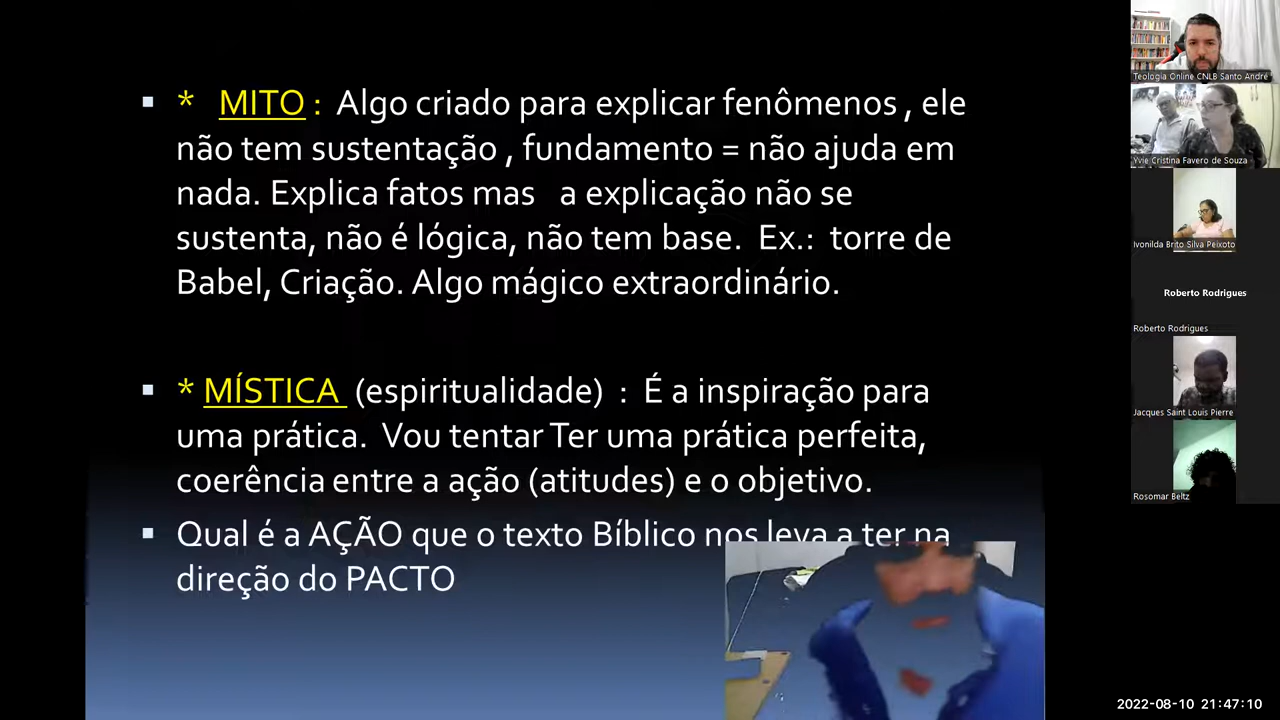 * MITO : Algo criado para explicar fenômenos , ele
não tem sustentação , fundamento = não ajuda em
nada. Explica fatos mas a explicação não se
sustenta, não é lógica, não tem base. Ex.: torre de
Babel, Criação. Algo mágico extraordinário.
* MÍSTICA (espiritualidade) : É a inspiração para
uma prática. Vou tentar Ter uma prática perfeita,
coerência entre a ação (atitudes) e o objetivo.
Qual é a AÇÃO que o texto Bíblico nos leva a ter na
direção do PACTO
Teologia Online CNLB Santo André
Yvie Cristina Favero de Souza
Ivonilda Brito Silva Peixoto
Roberto Rodrigues
Roberto Rodrigues
Jacques Saint Louis Pierre
Rosomar Beltz
2022-08-10 21:47:10